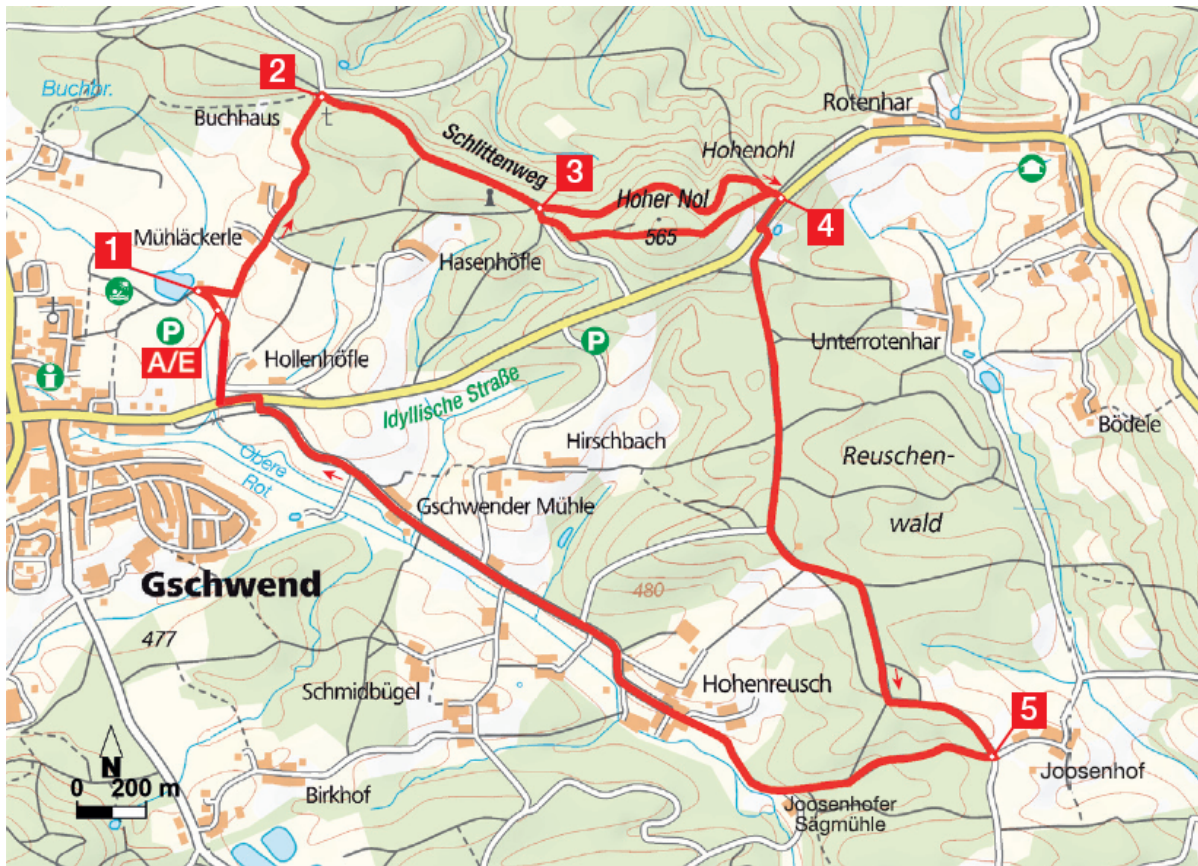 2
Buchbr.
Buchhaus
Rotenhar
Schlittenweg
Hohenohl
3
Hoher Nol
565
4
Mühläckerle
1
Hasenhöfle
P
A/E
Hollenhöfle
P
Unterrotenhar
i
Idyllische Straße
Bödele
Hirschbach
Reuschen-
wald
Obere
Rot
Gschwender Mühle
Gschwend
480
477
Schmidbügel
Hohenreusch
5
N
0 200 m
Birkhof
Joosenhof
Joosenhofer
Sägmühle